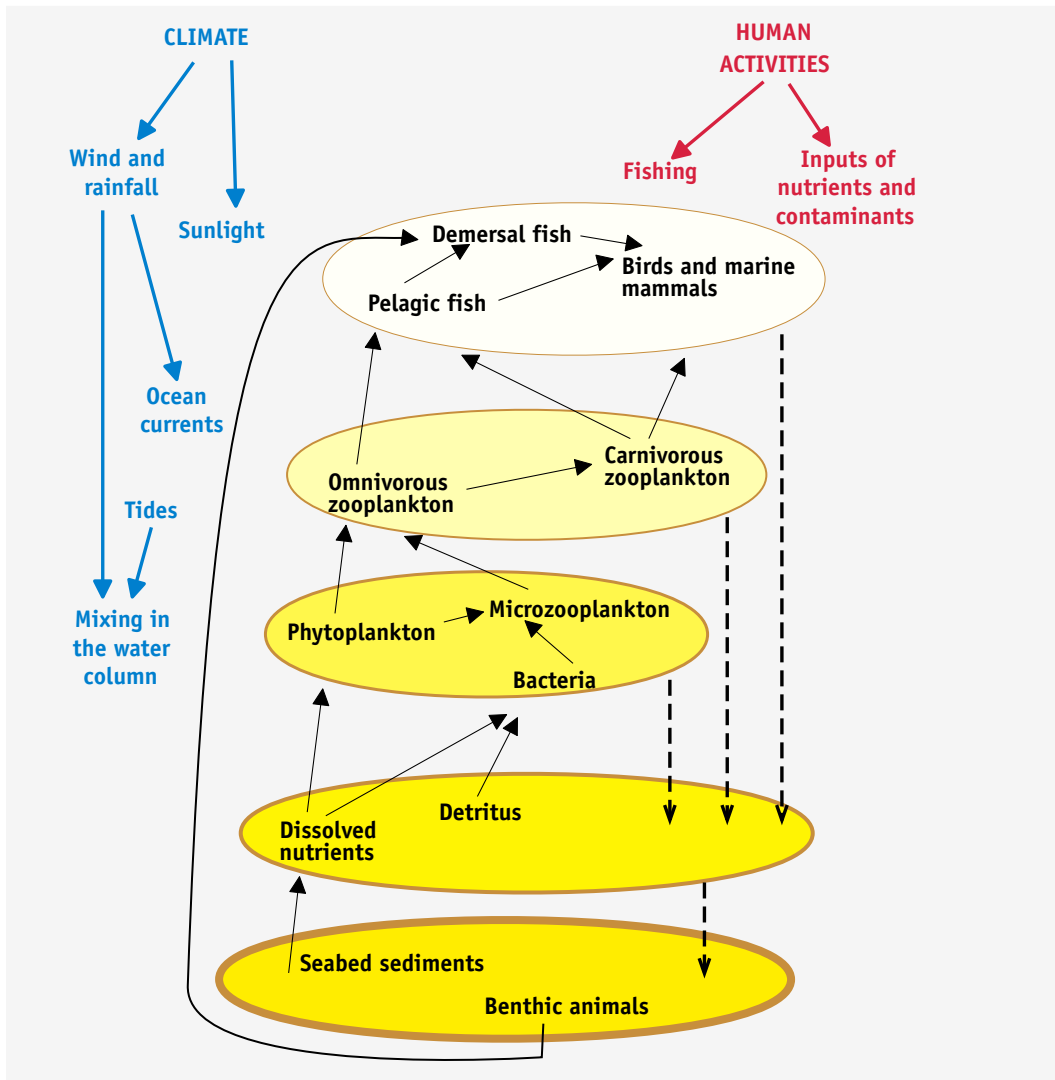 CLIMATE
Wind and
rainfall
Sunlight
Ocean
currents
Tides
Mixing in
the water
column
HUMAN
ACTIVITIES
Fishing
Inputs of
nutrients and
contaminants
Demersal fish
Birds and marine
mammals
Pelagic fish
Carnivorous
zooplankton
Omnivorous
zooplankton
Microzooplankton
Phytoplankton
Bacteria
Detritus
Dissolved
nutrients
Seabed sediments
Benthic animals